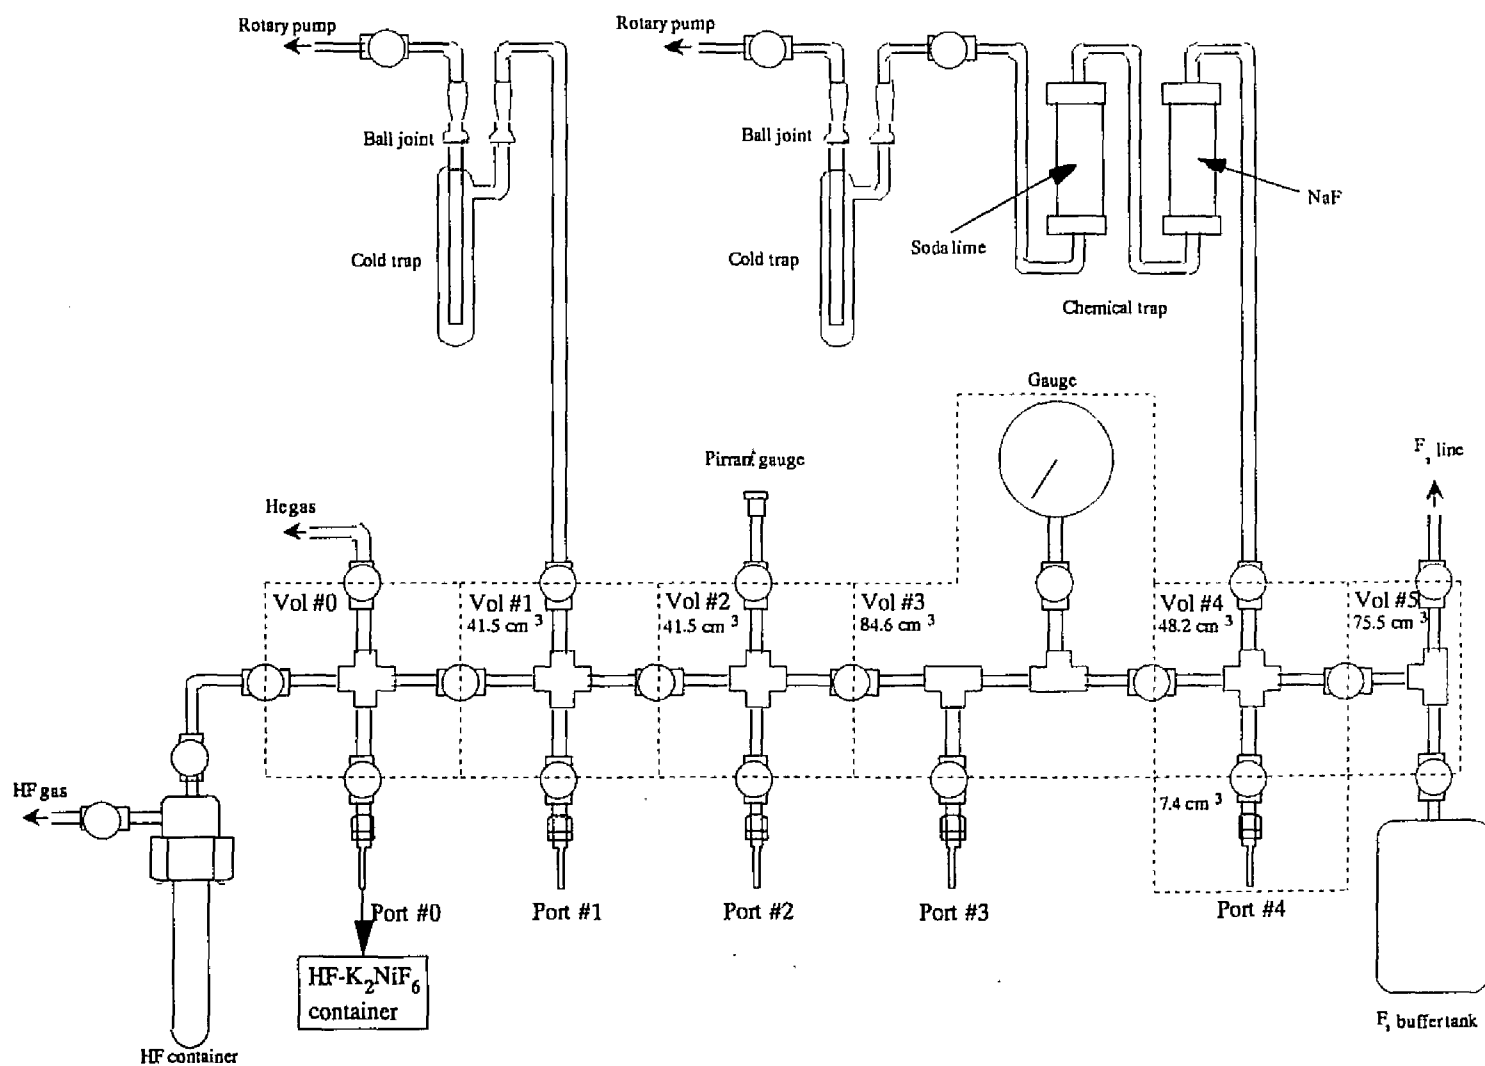 Rotary pump
Rotary pump
Ball joint
Ball joint
NaF
Soda lime
Cold trap
Cold trap
Chemical trap
Gauge
F, line
Pirrant gauge
He gas
Vol #0
Vol #1
41.5 cm 3
Vol #2
41.5 cm 3
Vol #3
84.6 cm 3
Vol #4
48.2 cm 3
Vol #5
75.5 cm 3
HF gas
7.4 cm 3
Port #0
Port #1
Port #2
Port #3
Port #4
HF-K2NiF6
container
F, buffer tank
HF container